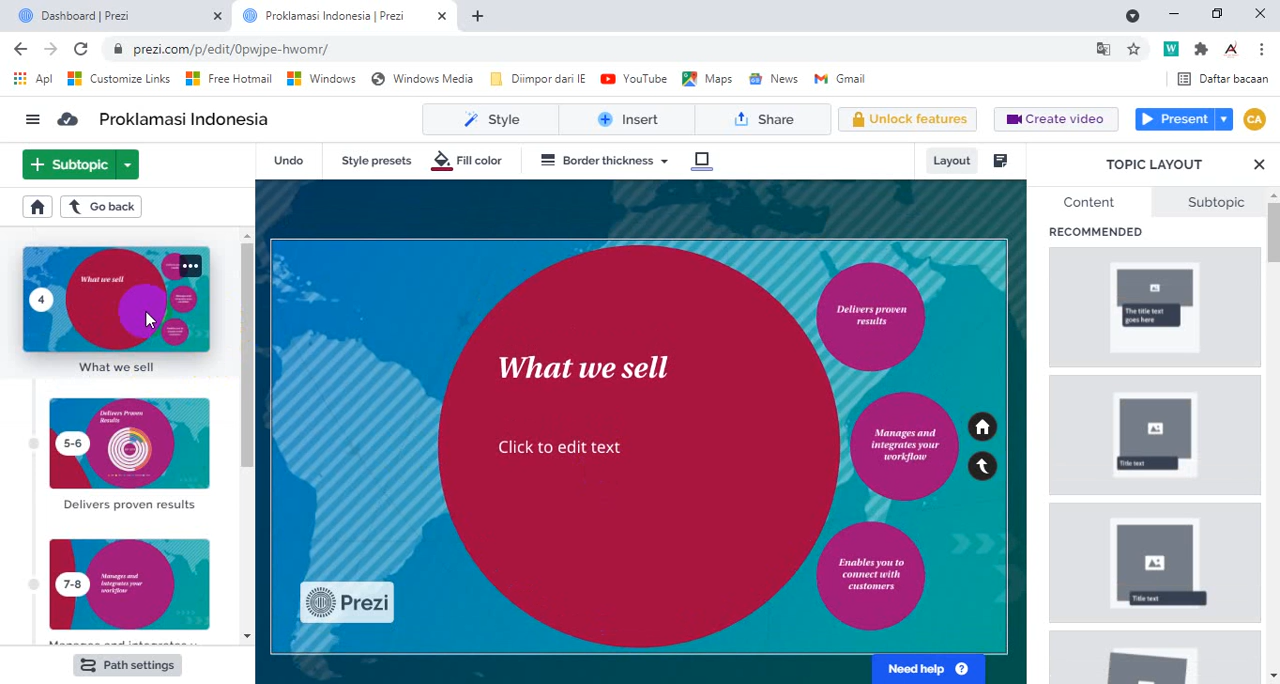 Dashboard | Prezi
Proklamasi Indonesia | Prezi
prezi.com/p/edit/0pwjpe-hwomr/
Apl
Customize Links
Free Hotmail
Windows
Windows Media
Diimpor dari IE
YouTube
Maps
News
Gmail
Daftar bacaan
Proklamasi Indonesia
Style
Insert
Share
Unlock features
Create video
Present
CA
Subtopic
Undo
Style presets
Fill color
Border thickness
Layout
TOPIC LAYOUT
Go back
Content
Subtopic
RECOMMENDED
What we sell
4
What we sell
Delivers Proven
Results
5-6
Delivers proven results
7-8
Manages and
integrates your
workflow
Path settings
What we sell
Click to edit text
Delivers proven
results
Manages and
integrates your
workflow
Enables you to
connect with
customers
Prezi
Need help ?
The title text
goes here
Title text
Title text